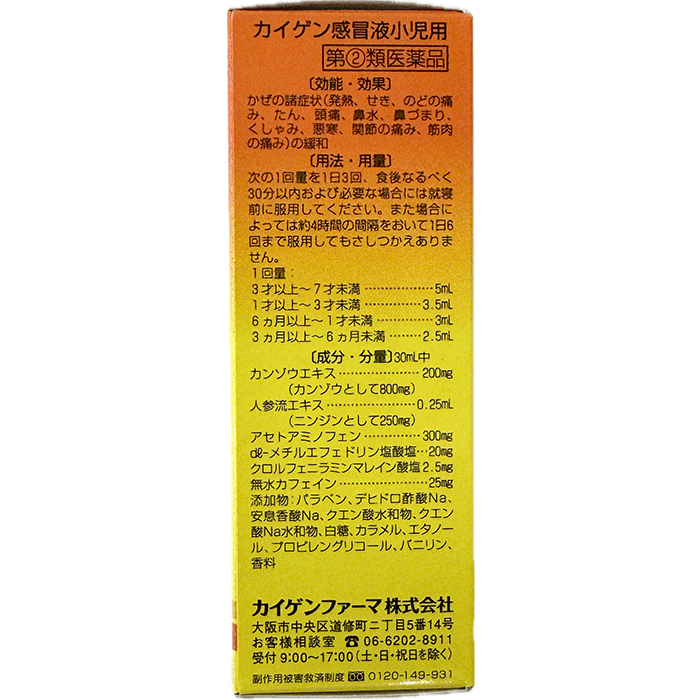 カイゲン感冒液小児用
第②類医薬品
〔効能・効果〕
かぜの諸症状(発熱、せき、のどの痛
み、たん、頭痛、鼻水、鼻づまり、
くしゃみ、悪寒、関節の痛み、筋肉
の痛み)の緩和
〔用法・用量〕
次の1回量を1日3回、食後なるべく
30分以内および必要な場合には就寝
前に服用してください。また場合に
よっては約4時間の間隔をおいて1日6
回まで服用してもさしつかえありま
せん。
1回量:
3才以上～7才未満……………5mL
1才以上～3才未満…………3.5mL
6ヵ月以上～1才未満…………3mL
3ヵ月以上～6ヵ月未満………2.5mL
〔成分・分量〕30mL中
カンゾウエキス………………200mg
(カンゾウとして800mg)
人参流エキス………………0.25mL
(ニンジンとして250mg)
アセトアミノフェン…………300mg
dℓ-メチルエフェドリン塩酸塩…20mg
クロルフェニラミンマレイン酸塩2.5mg
無水カフェイン………………25mg
添加物:パラベン、デヒドロ酢酸Na、
安息香酸Na、クエン酸水和物、クエン
酸Na水和物、白糖、カラメル、エタノー
ル、プロピレングリコール、バニリン、
香料
カイゲンファーマ株式会社
大阪市中央区道修町二丁目5番14号
お客様相談室 ☎06-6202-8911
受付 9:00～17:00(土・日・祝日を除く)
副作用被害救済制度 0120-149-931